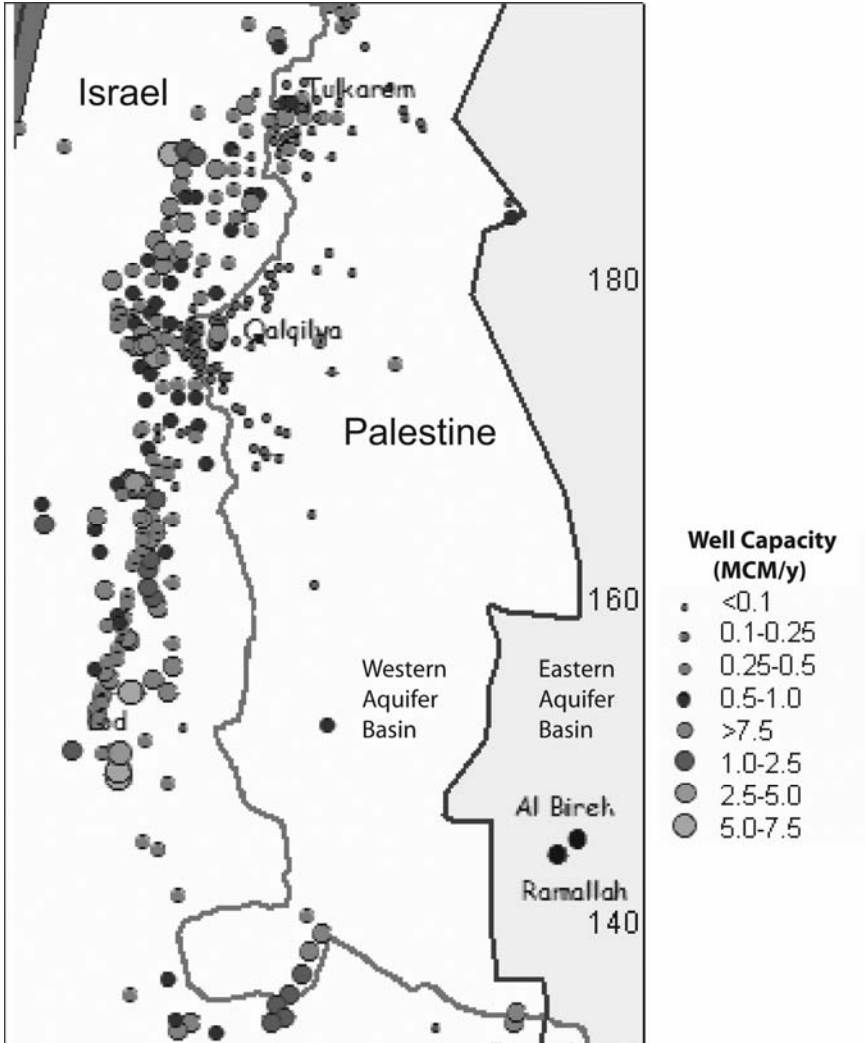 Israel
Tulkarem
180
Qalqilya
Palestine
160
Western
Aquifer
Basin
Eastern
Aquifer
Basin
Lod
Al Bireh
Ramallah
140
Well Capacity
(MCM/y)
<0.1
0.1-0.25
0.25-0.5
0.5-1.0
>7.5
1.0-2.5
2.5-5.0
5.0-7.5